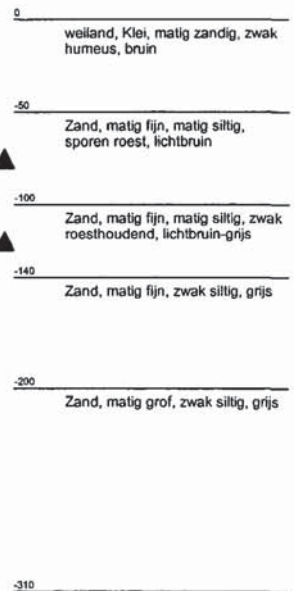 0
weiland, Klei, matig zandig, zwak
humeus, bruin
-50
Zand, matig fijn, matig siltig,
sporen roest, lichtbruin
-100
Zand, matig fijn, matig siltig, zwak
roesthoudend, lichtbruin-grijs
-140
Zand, matig fijn, zwak siltig, grijs
-200
Zand, matig grof, zwak siltig, grijs
-310